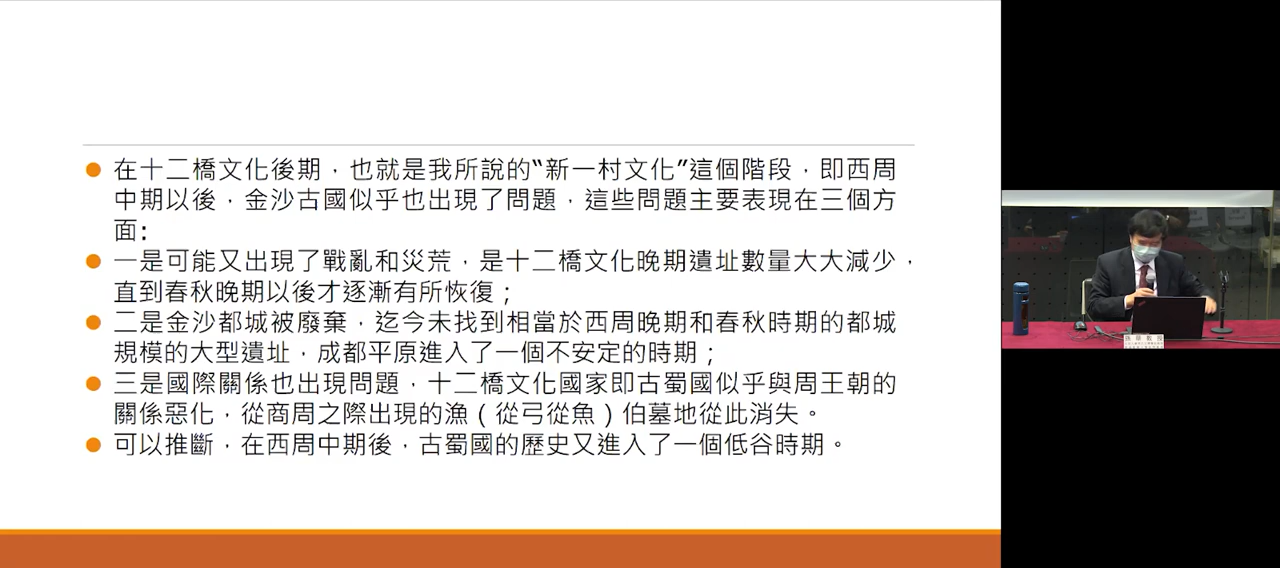 在十二橋文化後期，也就是我所說的“新一村文化”這個階段，即西周
中期以後，金沙古國似乎也出現了問題，這些問題主要表現在三個方
面：
一是可能又出現了戰亂和災荒，是十二橋文化晚期遺址數量大大減少，
直到春秋晚期以後才逐漸有所恢復；
二是金沙都城被廢棄，迄今未找到相當於西周晚期和春秋時期的都城
規模的大型遺址，成都平原進入了一個不安定的時期；
三是國際關係也出現問題，十二橋文化國家即古蜀國似乎與周王朝的
關係惡化，從商周之際出現的漁（從弓從魚）伯墓地從此消失。
可以推斷，在西周中期後，古蜀國的歷史又進入了一個低谷時期。